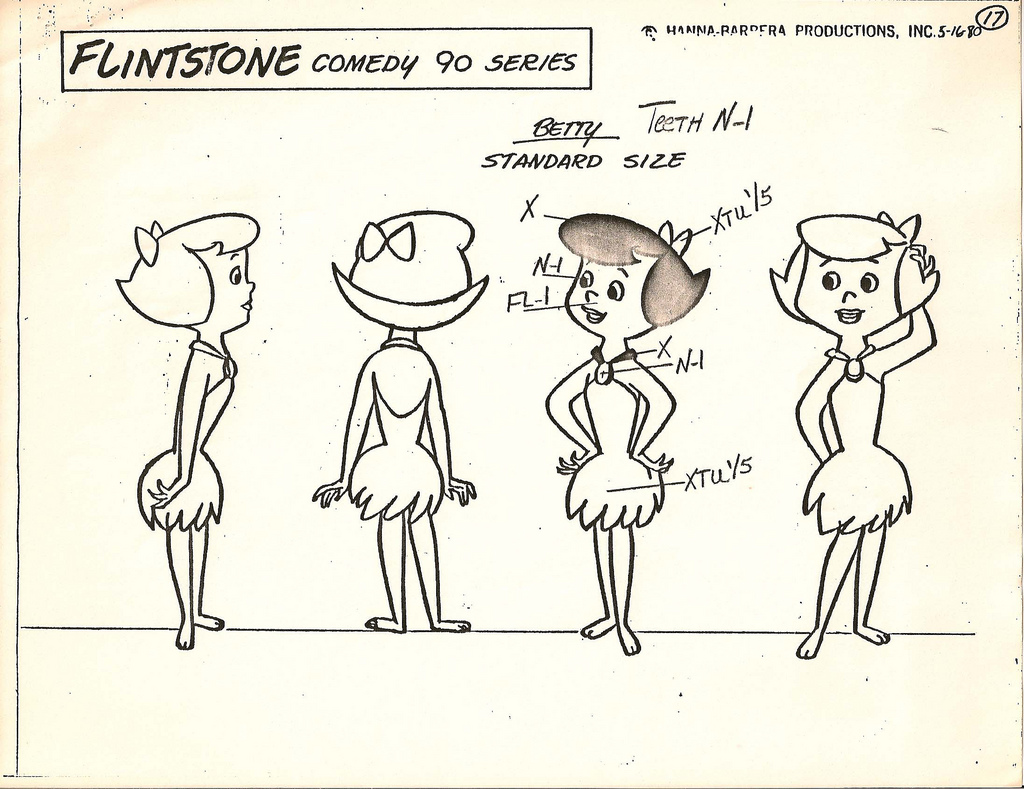 17
HANNA-BARBERA PRODUCTIONS, INC. 5-16-80
FLINTSTONE COMEDY 90 SERIES
BETTY TEETH N-1
STANDARD SIZE
X
XTU 1/5
N-1
FL-1
X
N-1
XTU 1/5